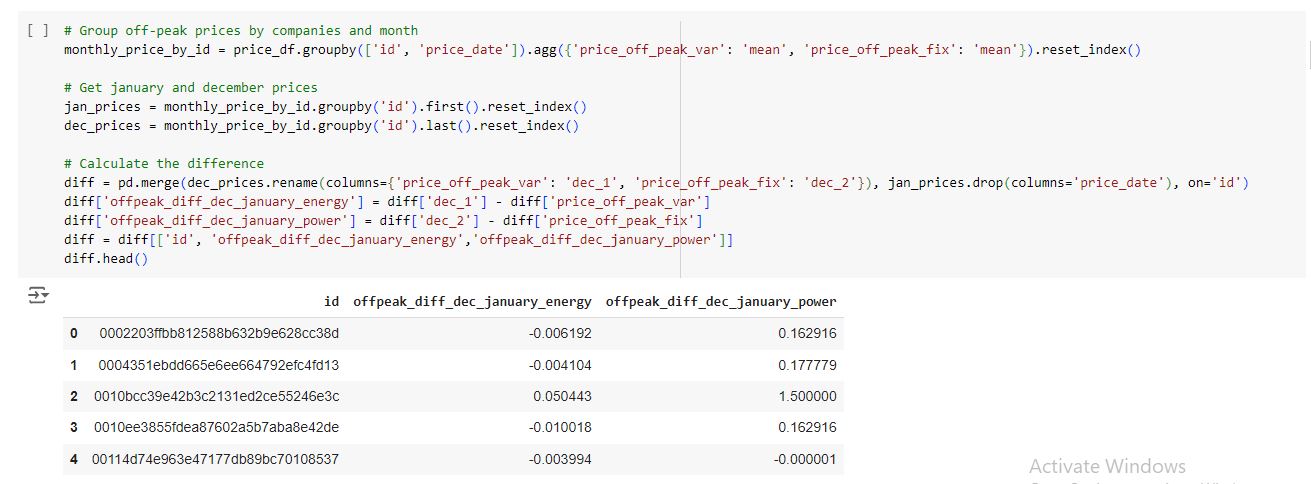 [ ] # Group off-peak prices by companies and month
monthly_price_by_id = price_df.groupby(['id', 'price_date']).agg({'price_off_peak_var': 'mean', 'price_off_peak_fix': 'mean'}).reset_index()
# Get january and december prices
jan_prices = monthly_price_by_id.groupby('id').first().reset_index()
dec_prices = monthly_price_by_id.groupby('id').last().reset_index()
# Calculate the difference
diff = pd.merge(dec_prices.rename(columns={'price_off_peak_var': 'dec_1', 'price_off_peak_fix': 'dec_2'}), jan_prices.drop(columns='price_date'), on='id')
diff['offpeak_diff_dec_january_energy'] = diff['dec_1'] - diff['price_off_peak_var']
diff['offpeak_diff_dec_january_power'] = diff['dec_2'] - diff['price_off_peak_fix']
diff = diff[['id', 'offpeak_diff_dec_january_energy','offpeak_diff_dec_january_power']]
diff.head()
id offpeak_diff_dec_january_energy offpeak_diff_dec_january_power
0 0002203ffbb812588b632b9e628cc38d -0.006192 0.162916
1 0004351ebdd665e6ee664792efc4fd13 -0.004104 0.177779
2 0010bcc39e42b3c2131ed2ce55246e3c 0.050443 1.500000
3 0010ee3855fdea87602a5b7aba8e42de -0.010018 0.162916
4 00114d74e963e47177db89bc70108537 -0.003994 -0.000001
Activate Windows